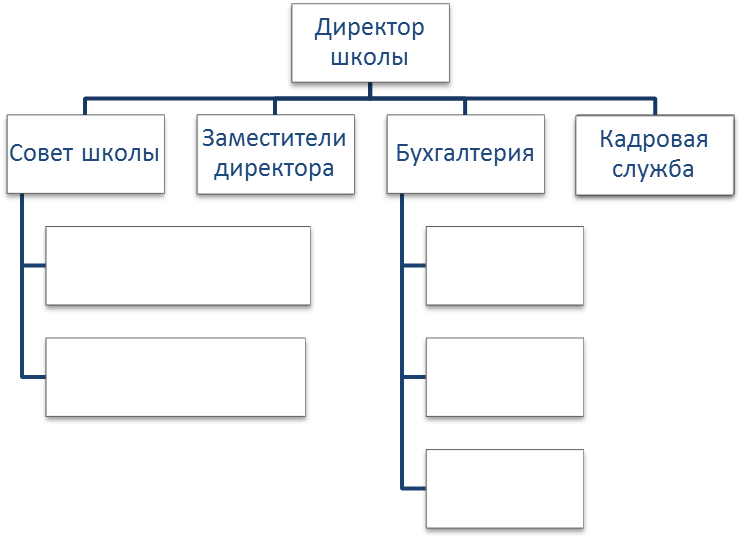 Директор
школы
Совет школы
Заместители
директора
Бухгалтерия
Кадровая
служба